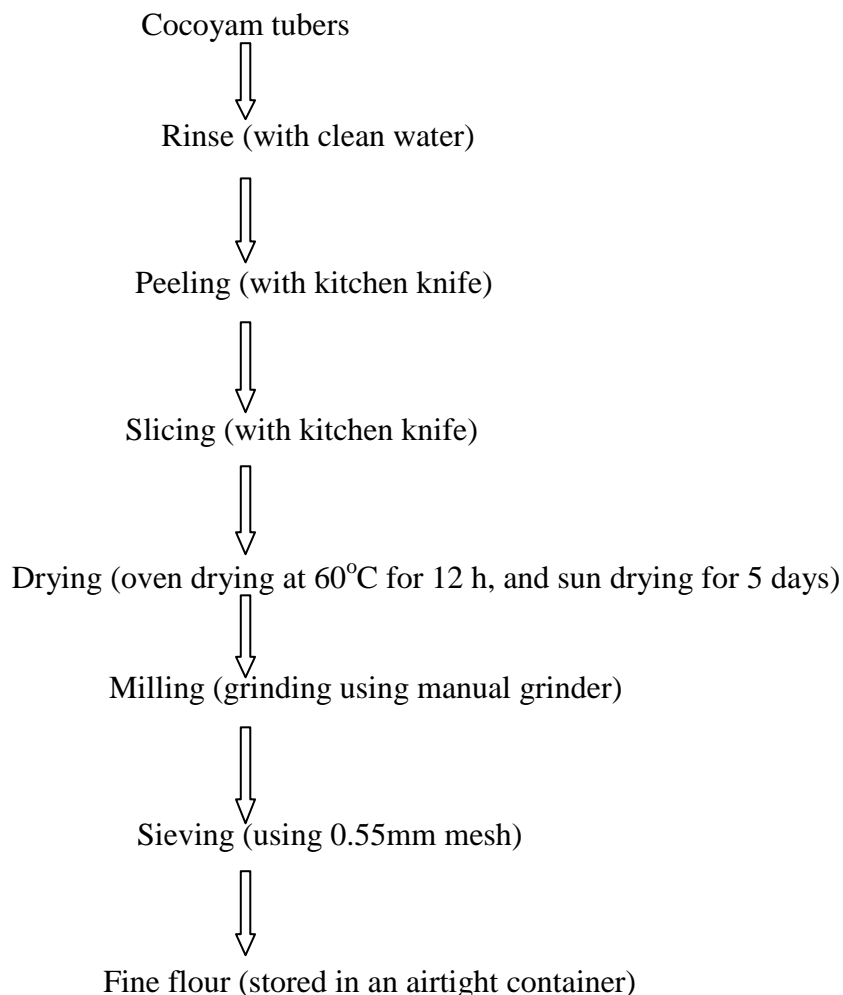 Cocoyam tubers
Rinse (with clean water)
Peeling (with kitchen knife)
Slicing (with kitchen knife)
Drying (oven drying at 60°C for 12 h, and sun drying for 5 days)
Milling (grinding using manual grinder)
Sieving (using 0.55mm mesh)
Fine flour (stored in an airtight container)